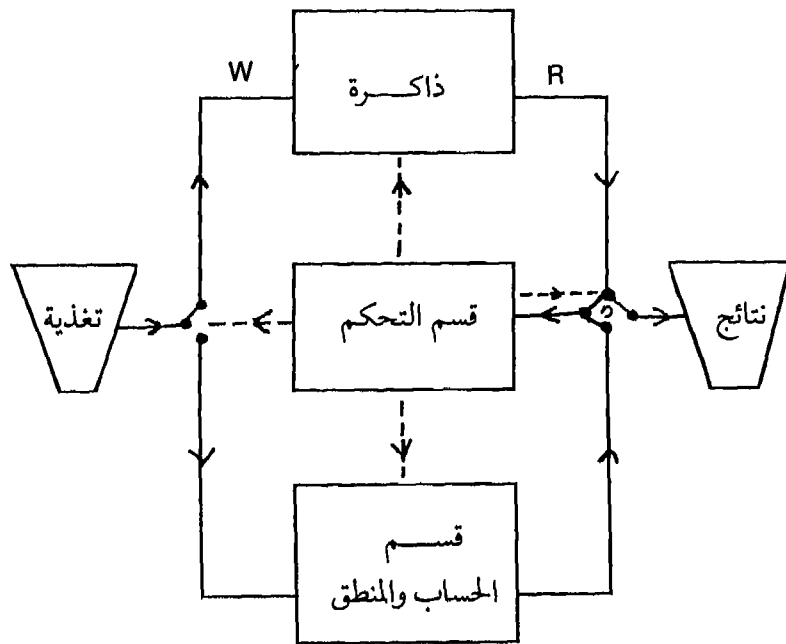 W
ذاكرة
R
تغذية
قسم التحكم
نتائج
قسم
الحساب والمنطق